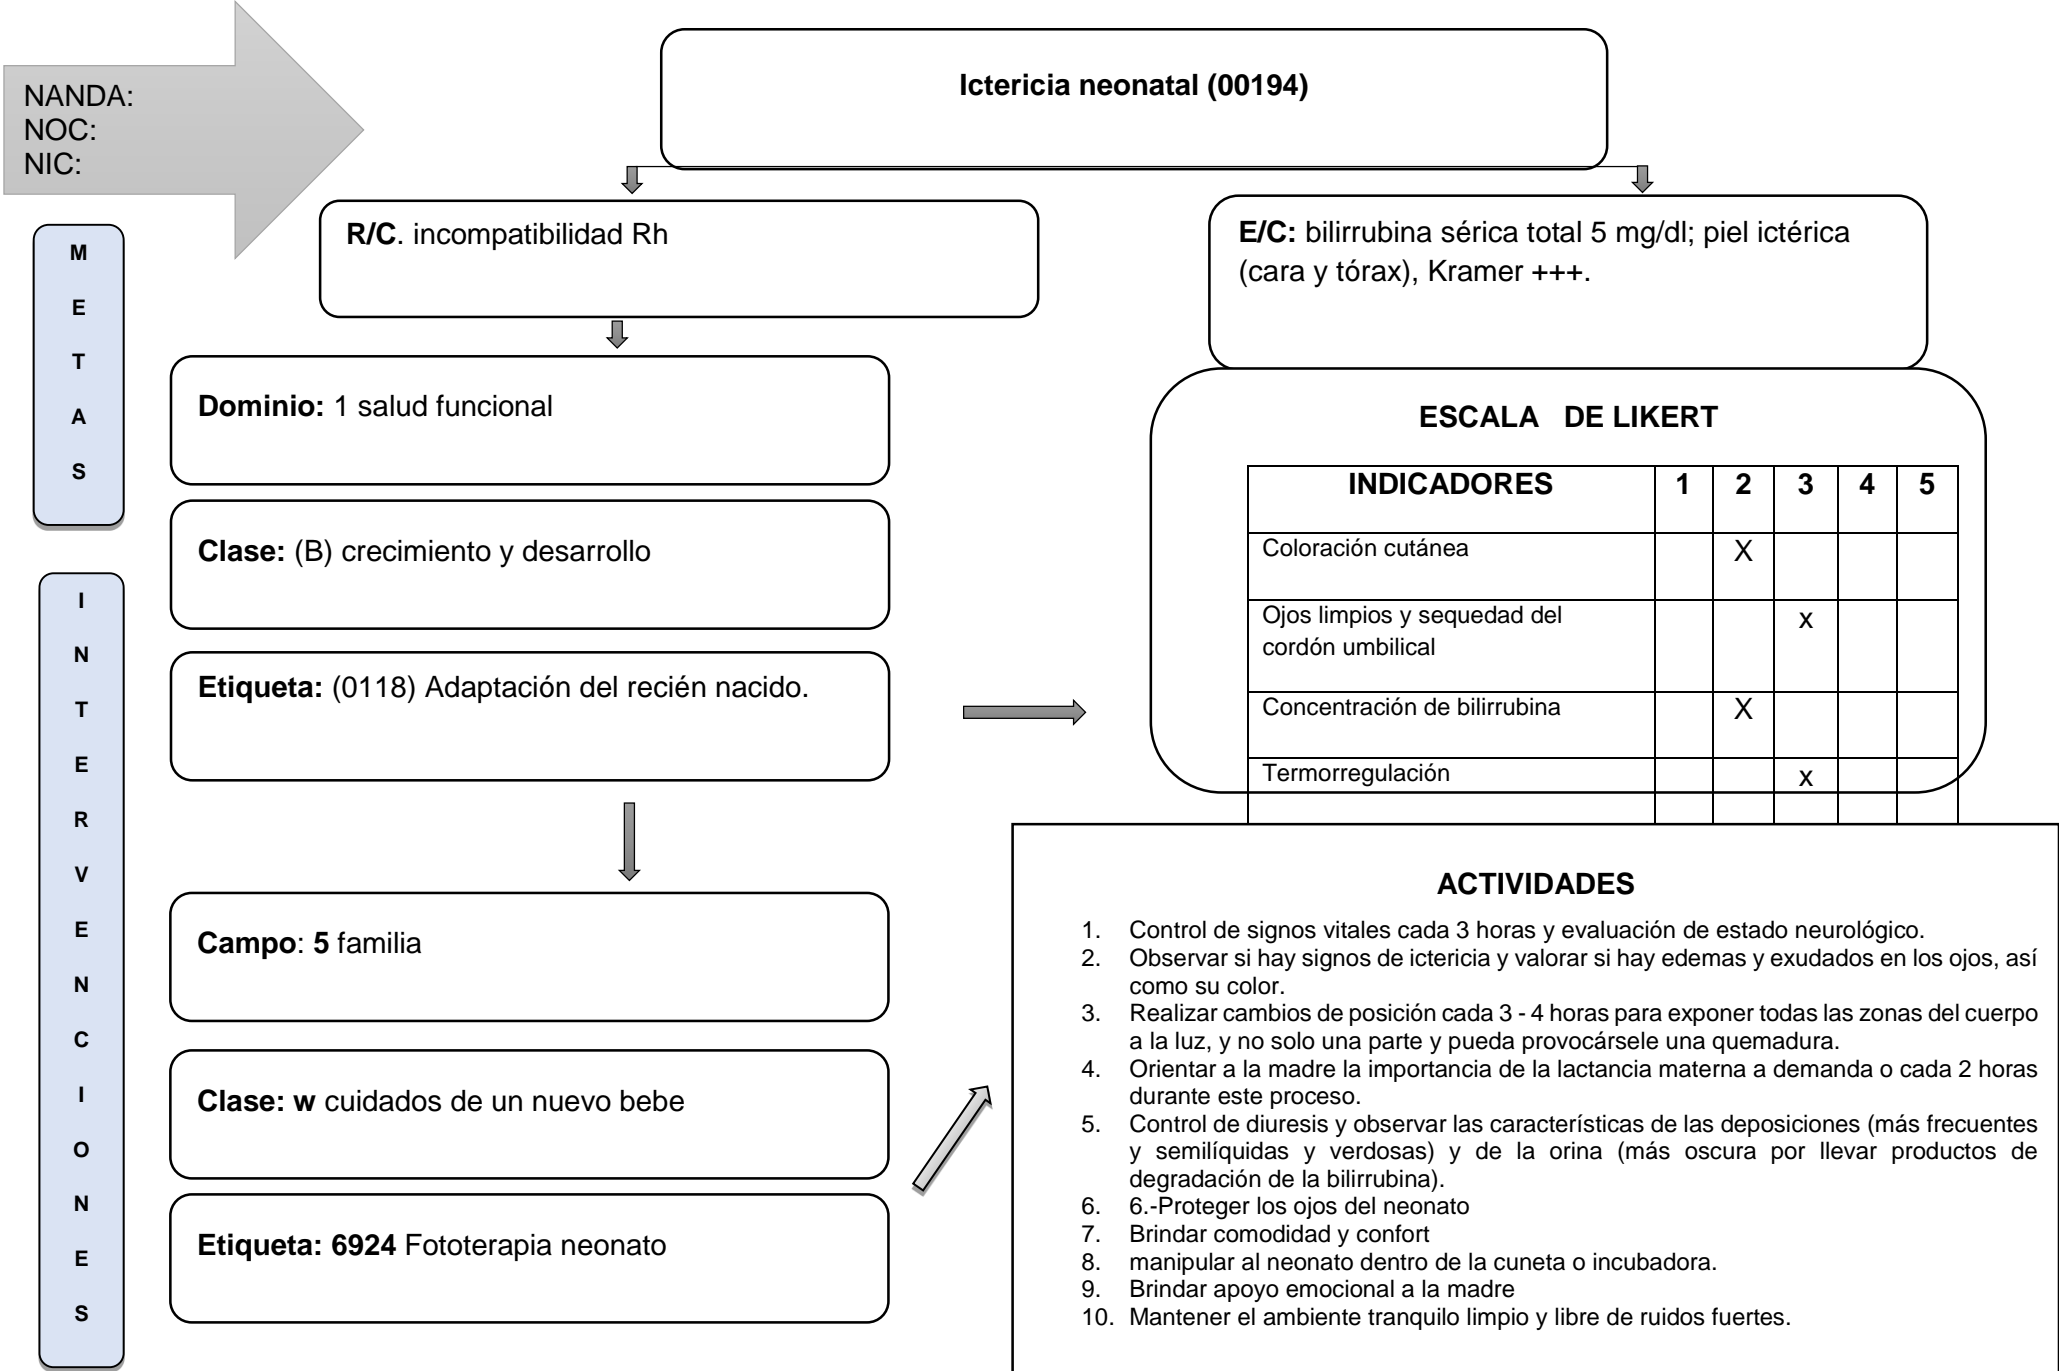 NANDA:
NOC:
NIC:
Ictericia neonatal (00194)
R/C. incompatibilidad Rh
E/C: bilirrubina sérica total 5 mg/dl; piel ictérica
(cara y tórax), Kramer +++.
M
E
T
A
S
Dominio: 1 salud funcional
Clase: (B) crecimiento y desarrollo
Etiqueta: (0118) Adaptación del recién nacido.
ESCALA DE LIKERT
INDICADORES 1 2 3 4 5
Coloración cutánea X
Ojos limpios y sequedad del x
cordón umbilical
Concentración de bilirrubina X
Termorregulación x
I
N
T
E
R
V
E
N
C
I
O
N
E
S
Campo: 5 familia
Clase: w cuidados de un nuevo bebe
Etiqueta: 6924 Fototerapia neonato
ACTIVIDADES
1. Control de signos vitales cada 3 horas y evaluación de estado neurológico.
2. Observar si hay signos de ictericia y valorar si hay edemas y exudados en los ojos, así
como su color.
3. Realizar cambios de posición cada 3 - 4 horas para exponer todas las zonas del cuerpo
a la luz, y no solo una parte y pueda provocársele una quemadura.
4. Orientar a la madre la importancia de la lactancia materna a demanda o cada 2 horas
durante este proceso.
5. Control de diuresis y observar las características de las deposiciones (más frecuentes
y semilíquidas y verdosas) y de la orina (más oscura por llevar productos de
degradación de la bilirrubina).
6. 6.-Proteger los ojos del neonato
7. Brindar comodidad y confort
8. manipular al neonato dentro de la cuneta o incubadora.
9. Brindar apoyo emocional a la madre
10. Mantener el ambiente tranquilo limpio y libre de ruidos fuertes.